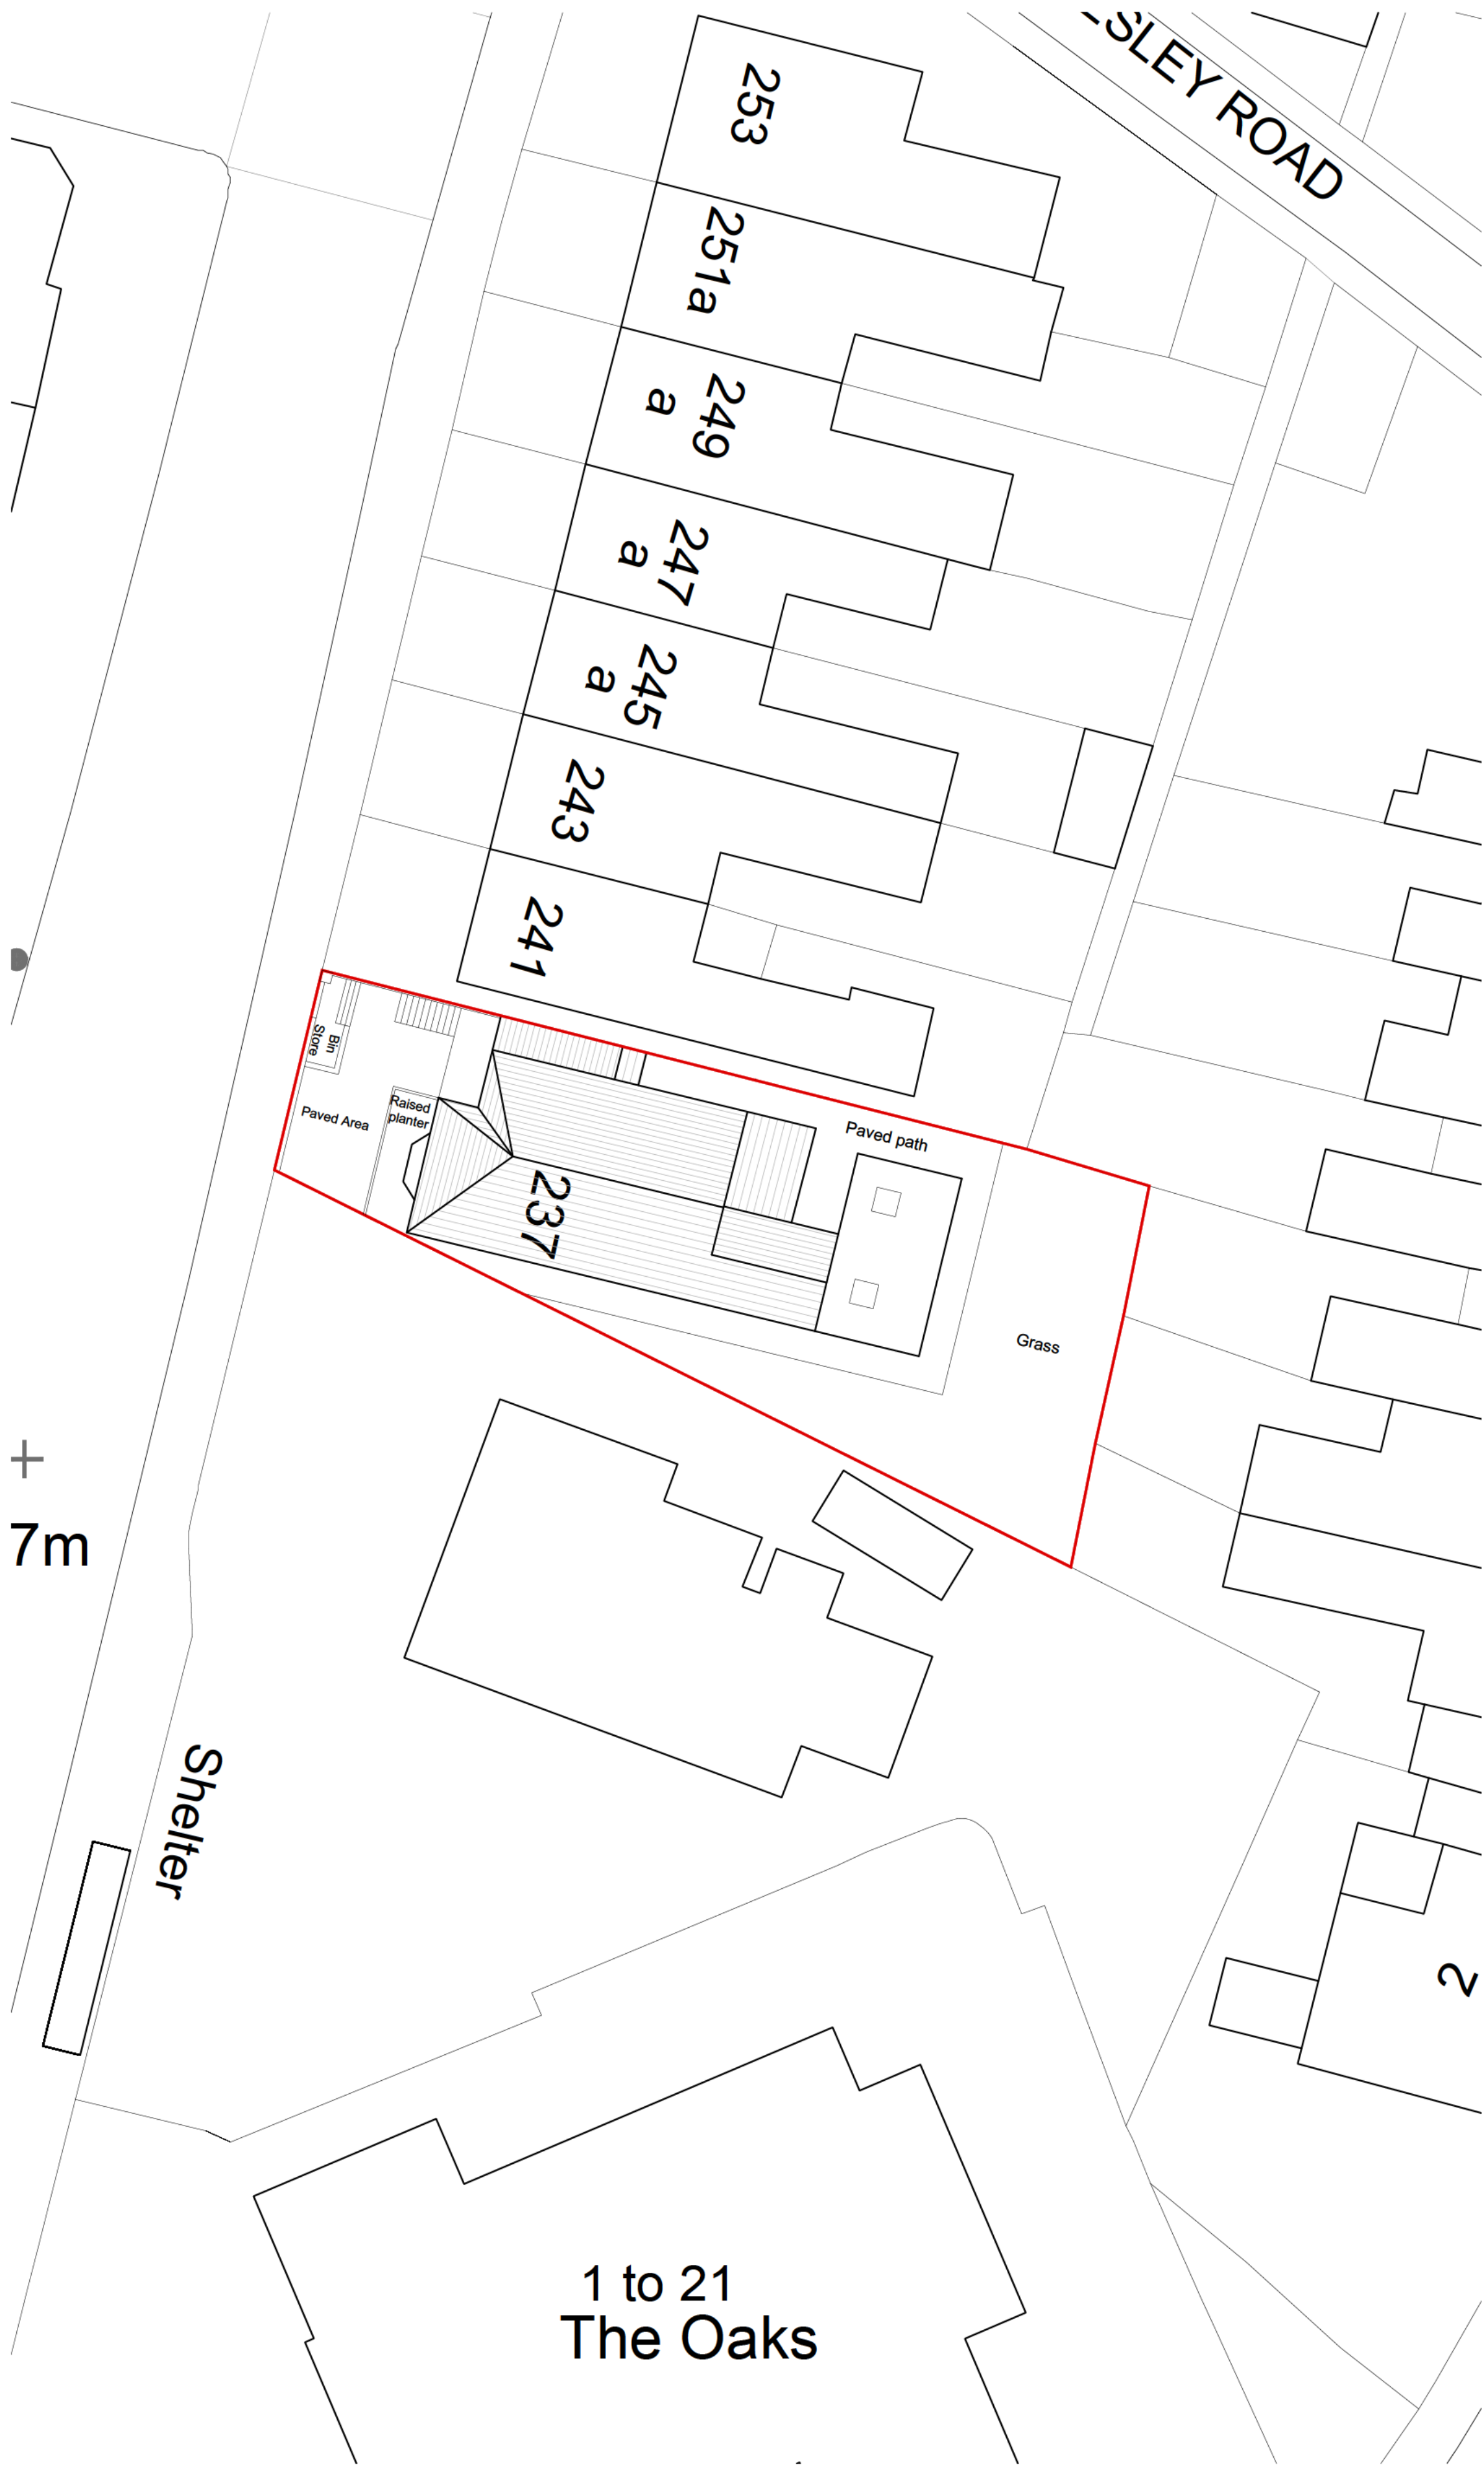 ESLEY ROAD
253
251a
249
a
247
a
245
a
243
241
Bin
Store
Paved Area
Raised
planter
237
Paved path
Grass
7m
Shelter
2
1 to 21
The Oaks